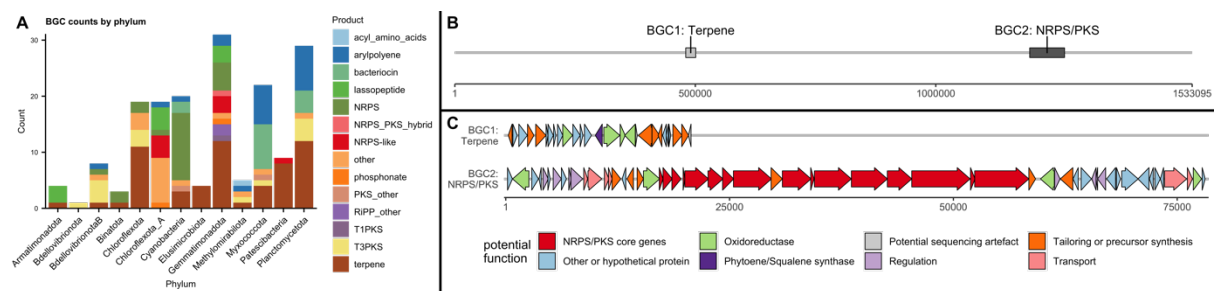 A
BGC counts by phylum
30
20
10
0
Count
Armatimonadota
Bdellovibrionota
BdellovibrionotaB
Binatota
Chloroflexota
Chloroflexota_A
Cyanobacteria
Elusimicrobiota
Gemmatimonadota
Methylomirabilota
Myxococcota
Patescibacteria
Planctomycetota
Phylum
Product
acyl_amino_acids
arylpolyene
bacteriocin
lassopeptide
NRPS
NRPS_PKS_hybrid
NRPS-like
other
phosphonate
PKS_other
RiPP_other
T1PKS
T3PKS
terpene
B
BGC1: Terpene
BGC2: NRPS/PKS
1
500000
1000000
1533095
C
BGC1:
Terpene
BGC2:
NRPS/PKS
1
25000
50000
75000
potential
function
NRPS/PKS core genes
Oxidoreductase
Potential sequencing artefact
Tailoring or precursor synthesis
Other or hypothetical protein
Phytoene/Squalene synthase
Regulation
Transport